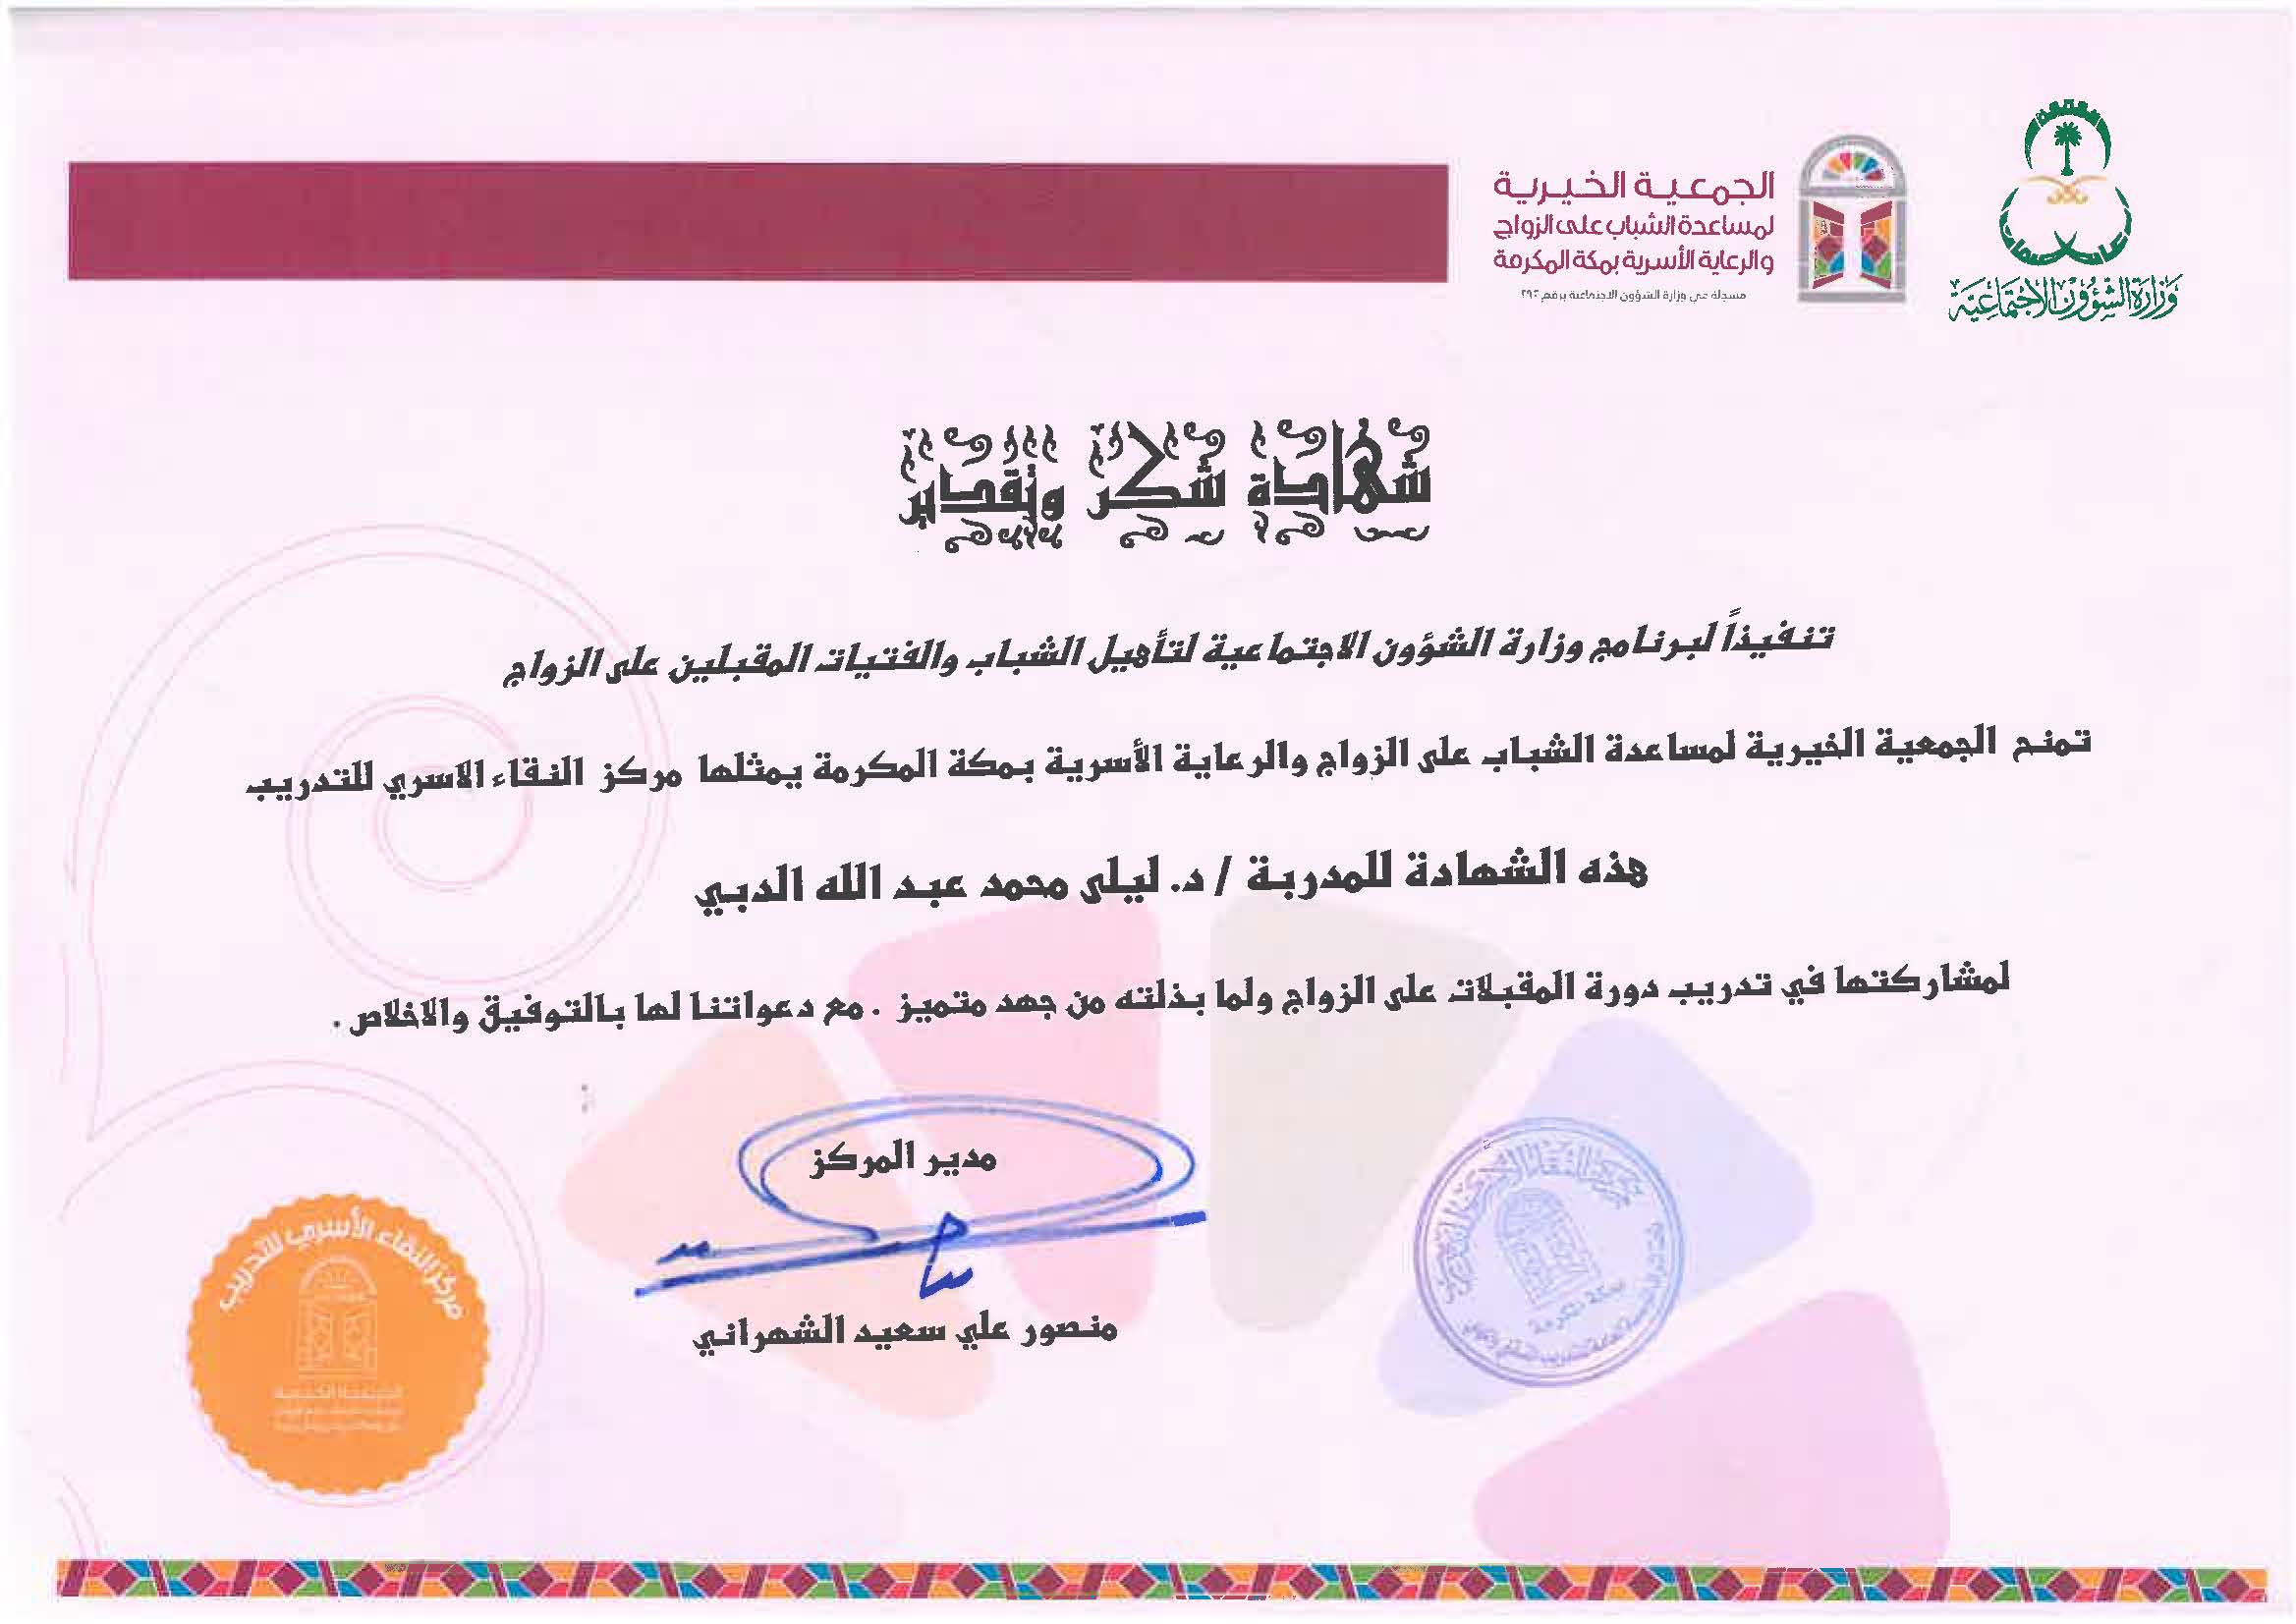 وزارة الشؤون الاجتماعية
الجمعية الخيرية
لمساعدة الشباب على الزواج
والرعاية الأسرية بمكة المكرمة
مسجلة في وزارة الشؤون الاجتماعية برقم
شهادة شكر وتقدير
تنفيذاً لبرنامج وزارة الشؤون الاجتماعية لتأهيل الشباب والفتيات المقبلين على الزواج
تمنح الجمعية الخيرية لمساعدة الشباب على الزواج والرعاية الأسرية بمكة المكرمة يمثلها مركز النقاء الاسري للتدريب
هذه الشهادة للمدربة / د. ليلى محمد عبد الله الدبي
لمشاركتها في تدريب دورة المقبلات على الزواج ولما بذلته من جهد متميز . مع دعواتنا لها بالتوفيق والاخلاص .
مدير المركز
منصور علي سعيد الشهراني
مركز النقاء الأسري للتدريب
الجمعية الخيرية